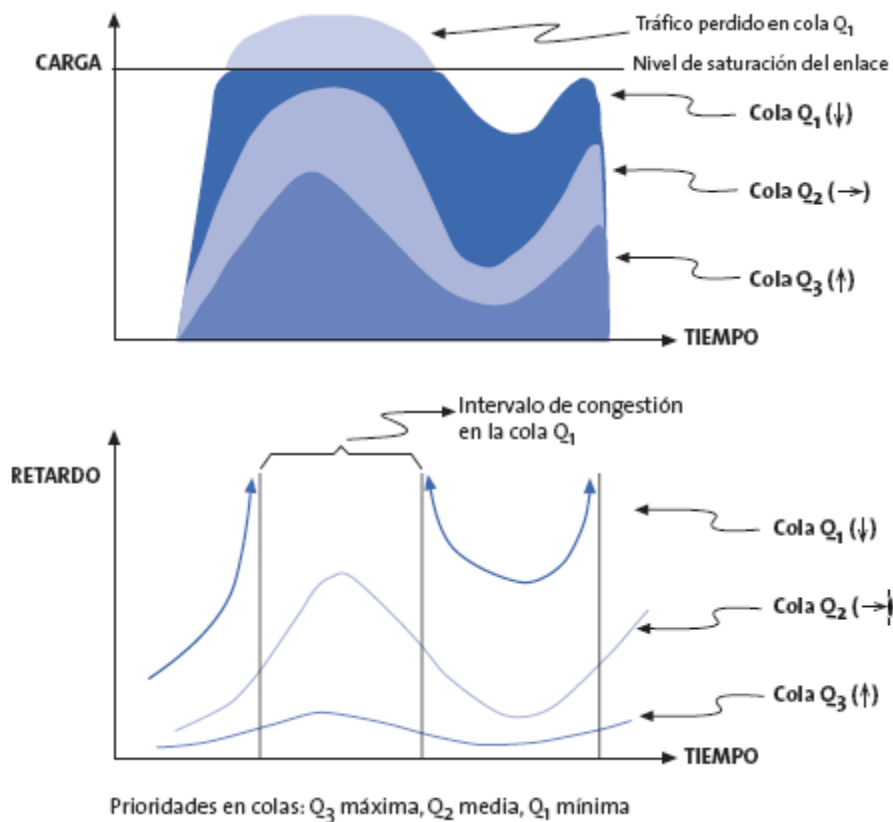 Tráfico perdido en cola Q₁
CARGA
Nivel de saturación del enlace
Cola Q₁ (↓)
Cola Q₂ (→)
Cola Q₃ (↑)
TIEMPO
Intervalo de congestión
en la cola Q₁
RETARDO
Cola Q₁ (↓)
Cola Q₂ (→)
Cola Q₃ (↑)
TIEMPO
Prioridades en colas: Q₃ máxima, Q₂ media, Q₁ mínima